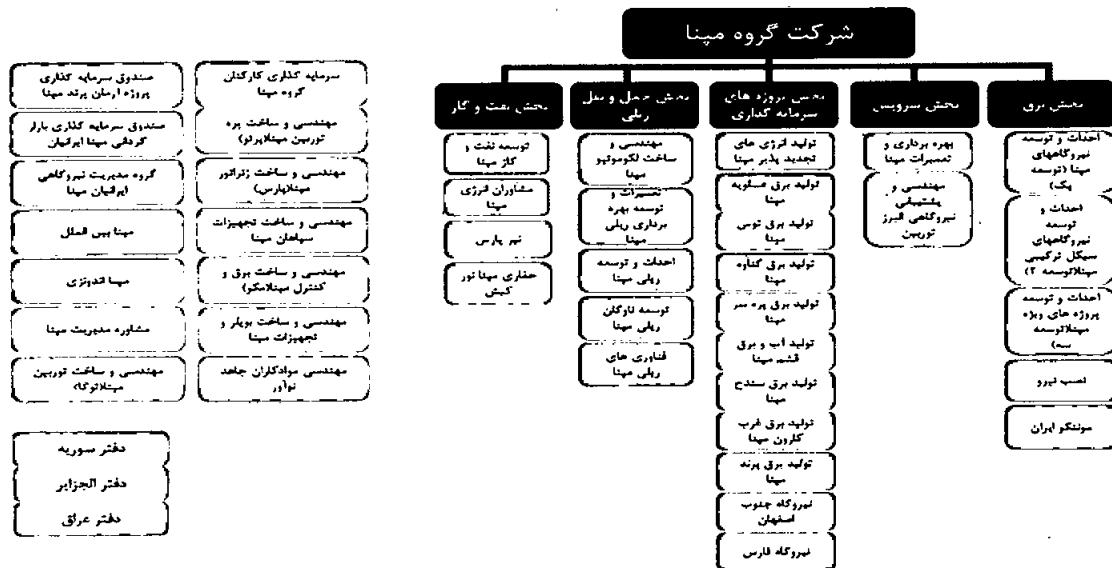 شرکت گروه مپنا
بخش برق
احداث و توسعه
نیروگاههای
مپنا (توسعه
یک)
احداث و
توسعه
نیروگاههای
سیکل ترکیبی
مپنا(توسعه ۲)
احداث و توسعه
پروژه های ویژه
مپنا(توسعه
سه)
نصب نیرو
مونتکو ایران
بخش سرویس
بهره برداری و
تعمیرات مپنا
مهندسی و
پشتیبانی
نیروگاهی البرز
توربین
بخش پروژه های
سرمایه گذاری
تولید انرژی های
تجدید پذیر مپنا
تولید برق عسلویه
مپنا
تولید برق توس
مپنا
تولید برق گناوه
مپنا
تولید برق پره سر
مپنا
تولید آب و برق
قشم مپنا
تولید برق سنندج
مپنا
تولید برق غرب
کارون مپنا
تولید برق پرند
مپنا
نیروگاه جنوب
اصفهان
نیروگاه فارس
بخش حمل و نقل
ریلی
مهندسی و
ساخت لکوموتیو
مپنا
تعمیرات و
توسعه بهره
برداری ریلی
مپنا
احداث و توسعه
ریلی مپنا
توسعه ناوگان
ریلی مپنا
فناوری های
ریلی مپنا
بخش نفت و گاز
توسعه نفت و
گاز مپنا
مشاوران انرژی
مپنا
نیر پارس
حفاری مپنا نور
کیش
سرمایه گذاری کارکنان
گروه مپنا
مهندسی و ساخت پره
توربین مپنا(پرتو)
مهندسی و ساخت ژنراتور
مپنا(پارس)
مهندسی و ساخت تجهیزات
سپاهان مپنا
مهندسی و ساخت برق و
کنترل مپنا(مکو)
مهندسی و ساخت بویلر و
تجهیزات مپنا
مهندسی موادکاران جاهد
نوآور
صندوق سرمایه گذاری
پروژه آرمان پرند مپنا
صندوق سرمایه گذاری بازار
گردانی مپنا ایرانیان
گروه مدیریت نیروگاهی
ایرانیان مپنا
مپنا بین الملل
مپنا اندونزی
مشاوره مدیریت مپنا
مهندسی و ساخت توربین
مپنا(توگا)
دفتر سوریه
دفتر الجزایر
دفتر عراق